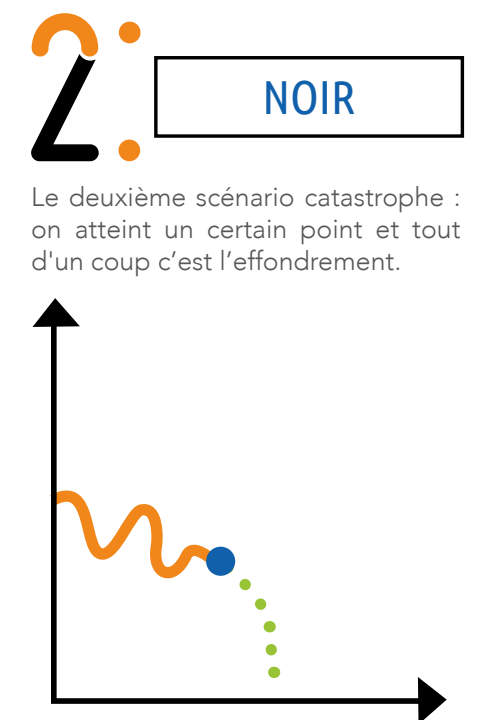 2:
NOIR
Le deuxième scénario catastrophe :
on atteint un certain point et tout
d'un coup c’est l’effondrement.